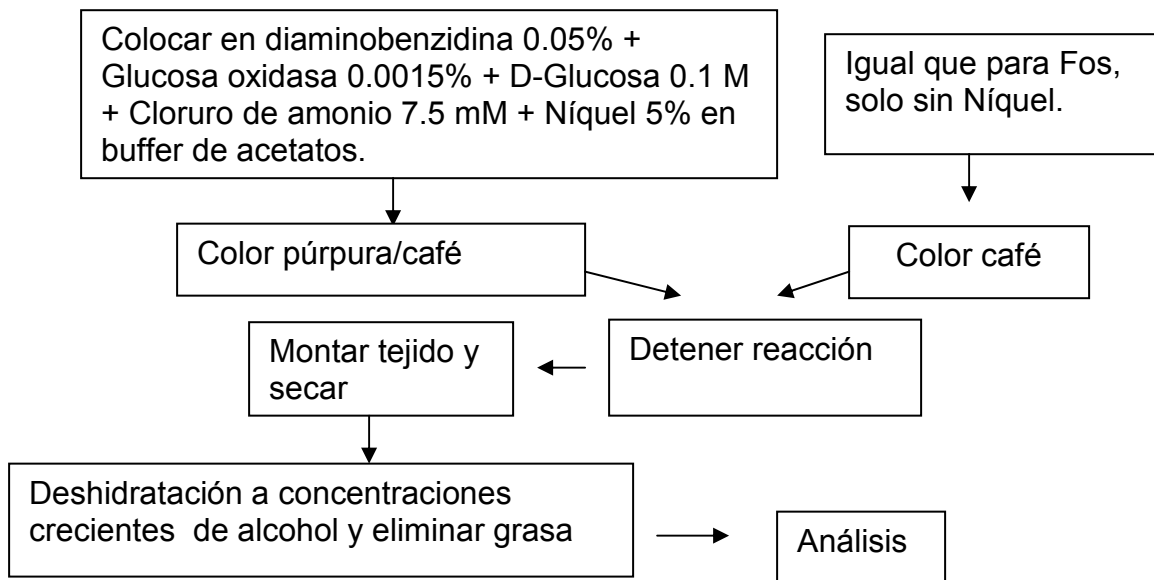 Colocar en diaminobenzidina 0.05% +
Glucosa oxidasa 0.0015% + D-Glucosa 0.1 M
+ Cloruro de amonio 7.5 mM + Níquel 5% en
buffer de acetatos.
Igual que para Fos,
solo sin Níquel.
Color púrpura/café
Color café
Detener reacción
Montar tejido y
secar
Deshidratación a concentraciones
crecientes de alcohol y eliminar grasa
Análisis